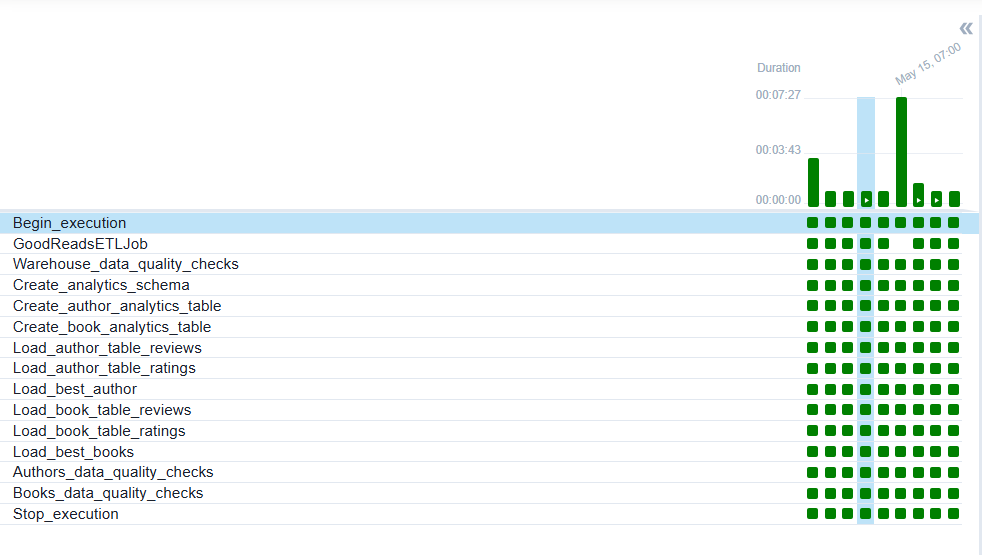 «
May 15, 07:00
Duration
00:07:27
00:03:43
00:00:00
Begin_execution
GoodReadsETLJob
Warehouse_data_quality_checks
Create_analytics_schema
Create_author_analytics_table
Create_book_analytics_table
Load_author_table_reviews
Load_author_table_ratings
Load_best_author
Load_book_table_reviews
Load_book_table_ratings
Load_best_books
Authors_data_quality_checks
Books_data_quality_checks
Stop_execution